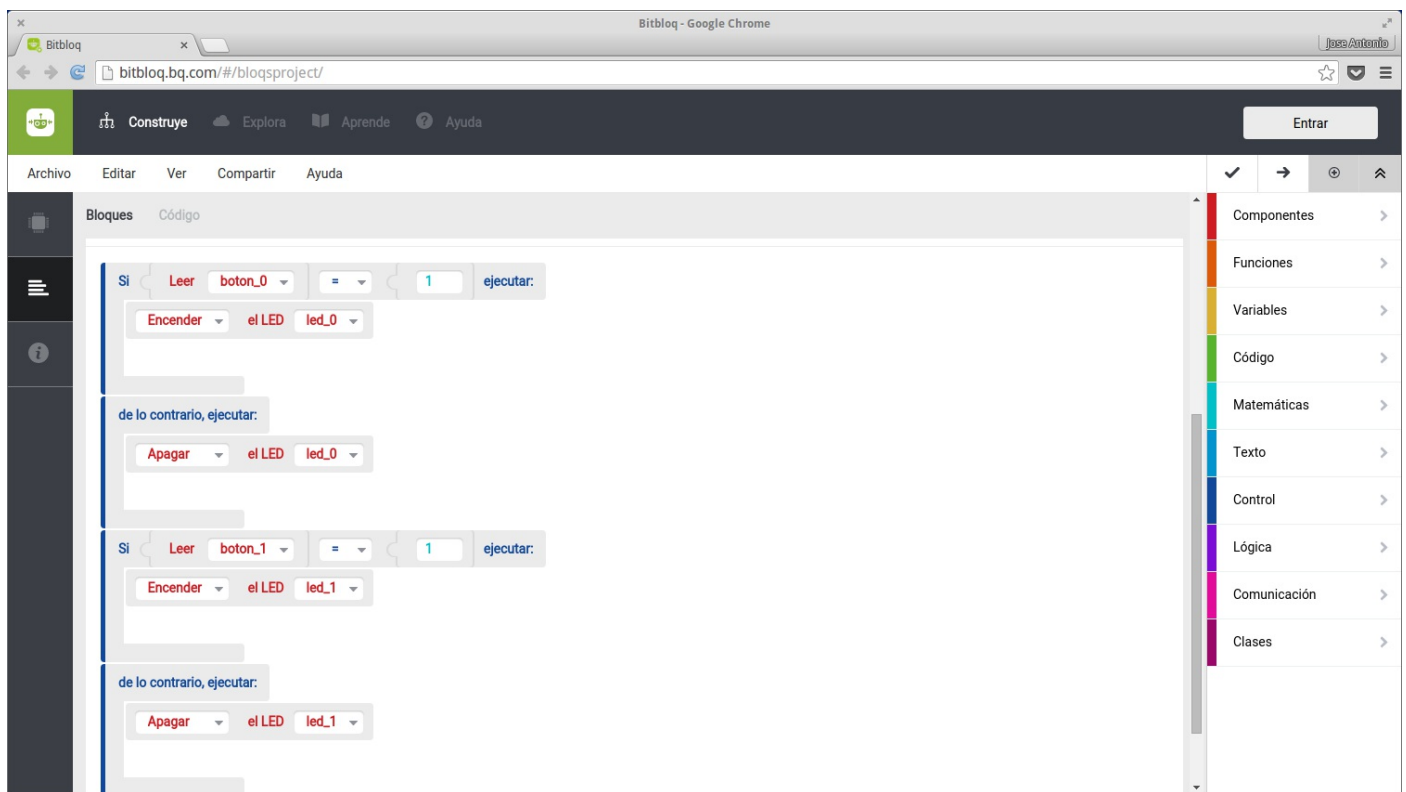 Bitbloq - Google Chrome
Bitbloq
Jose Antonio
bitbloq.bq.com/#/bloqsproject/
Construye Explora Aprende Ayuda
Entrar
Archivo Editar Ver Compartir Ayuda
Bloques Código
Si Leer boton_0 = 1 ejecutar:
Encender el LED led_0
de lo contrario, ejecutar:
Apagar el LED led_0
Si Leer boton_1 = 1 ejecutar:
Encender el LED led_1
de lo contrario, ejecutar:
Apagar el LED led_1
Componentes
Funciones
Variables
Código
Matemáticas
Texto
Control
Lógica
Comunicación
Clases